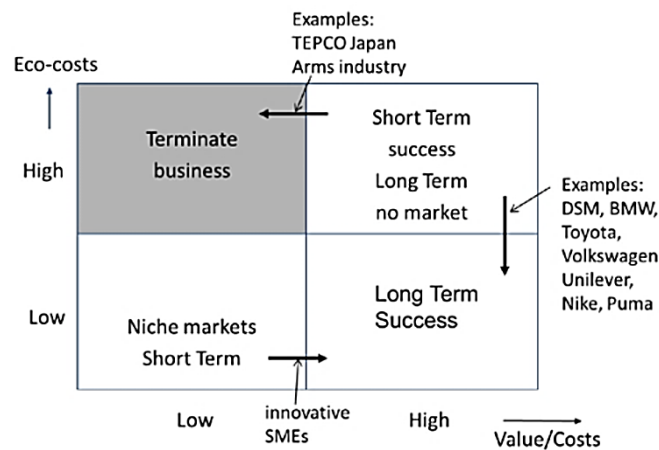 Examples:
TEPCO Japan
Arms industry
Eco-costs
High
Low
Terminate
business
Short Term
success
Long Term
no market
Examples:
DSM, BMW,
Toyota,
Volkswagen
Unilever,
Nike, Puma
Niche markets
Short Term
Long Term
Success
Low
innovative
SMEs
High
Value/Costs